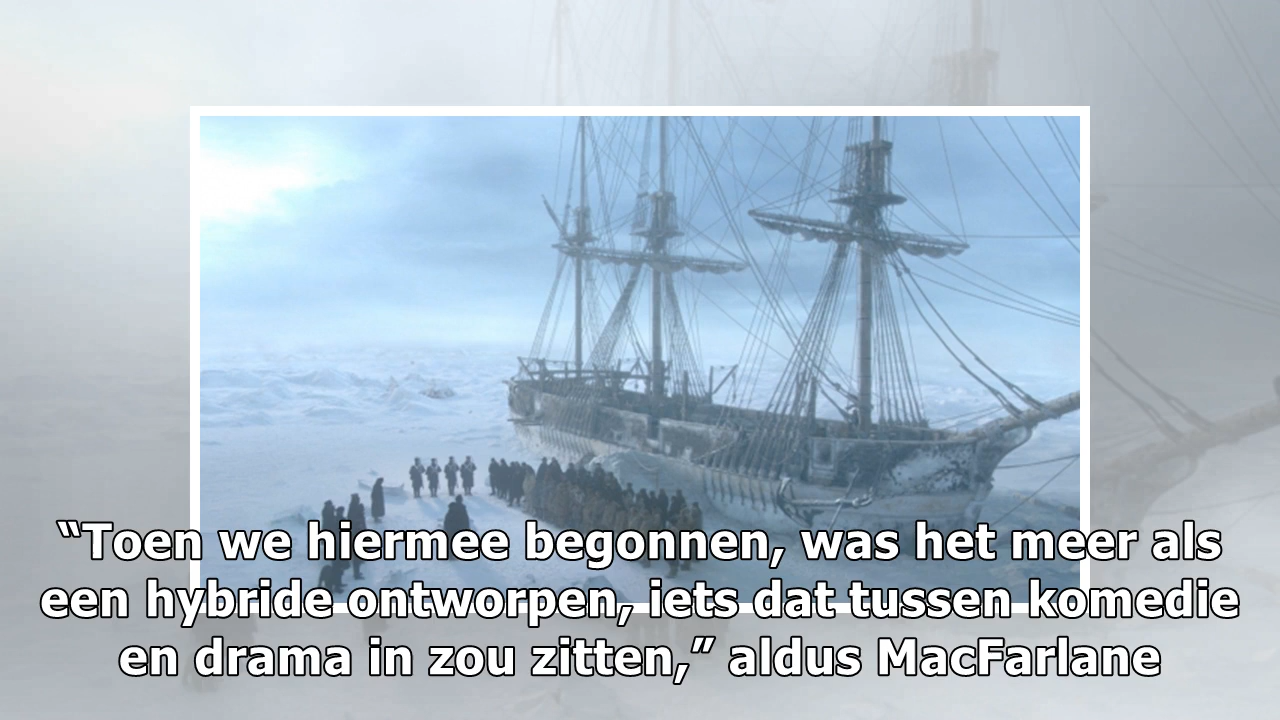 “Toen we hiermee begonnen, was het meer als
een hybride ontworpen, iets dat tussen komedie
en drama in zou zitten,” aldus MacFarlane